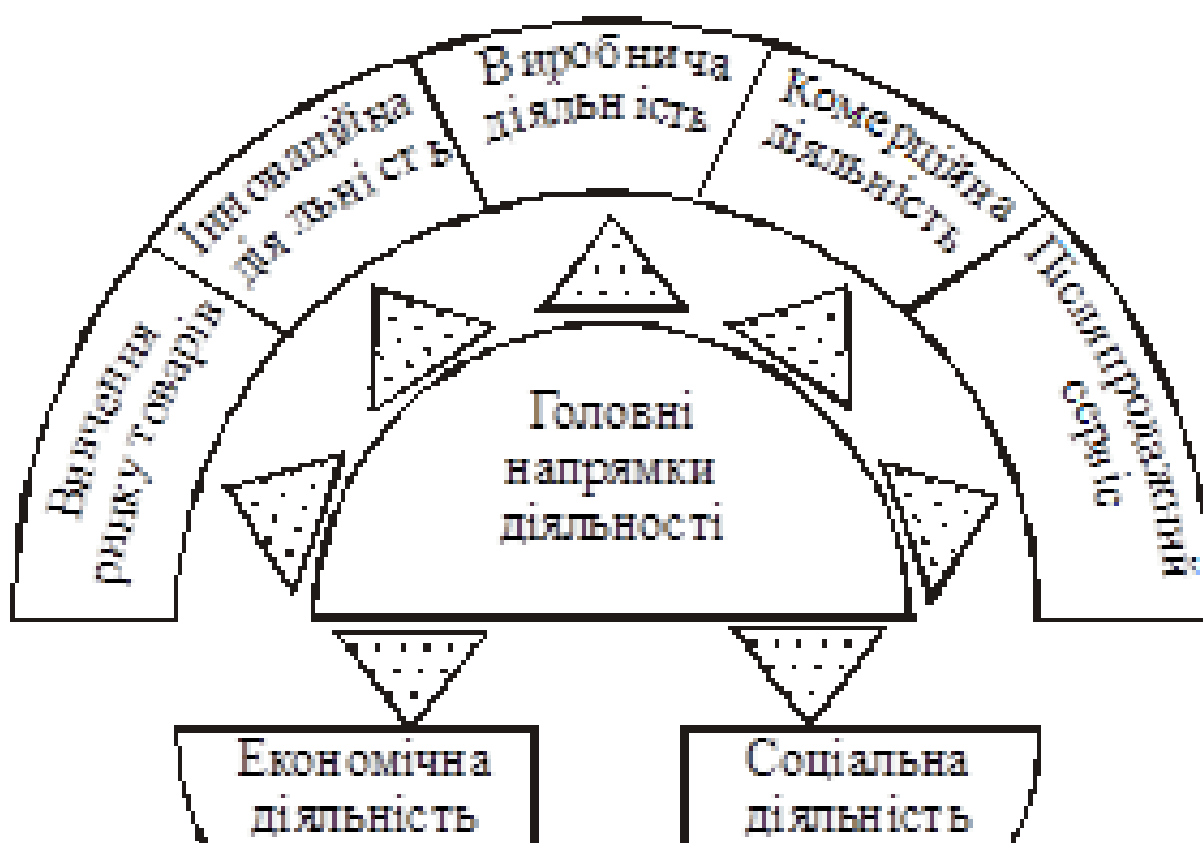 Вивчення
ринку товарів
Інноваційна
діяльність
Виробнича
діяльність
Комерційна
діяльність
Післяпродажний
сервіс
Головні
напрямки
діяльності
Економічна
діяльність
Соціальна
діяльність